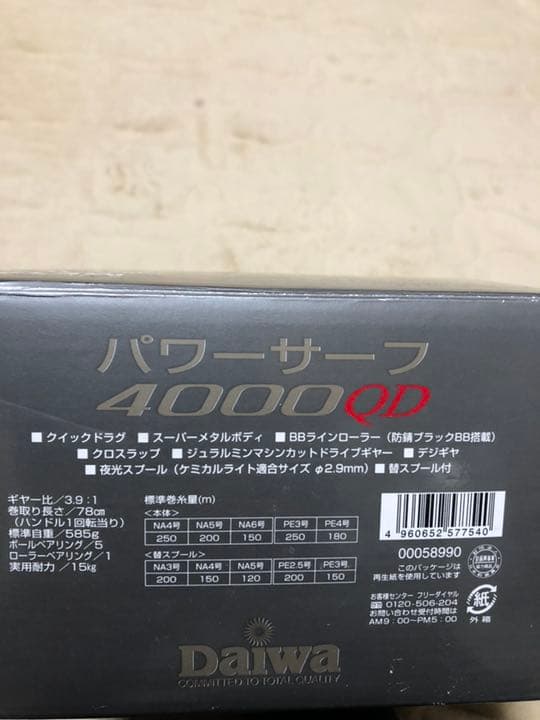 パワーサーフ
4000QD
■クイックドラグ ■スーパーメタルボディ ■BBラインローラー（防錆ブラックBB搭載）
■クロスラップ ■ジュラルミンマシンカットドライブギヤー ■デジギヤ
■夜光スプール（ケミカルライト適合サイズ φ2.9mm） ■替スプール付
ギヤー比／3.9：1
巻取り長さ／78cm
（ハンドル1回転当り）
標準自重／585g
ボールベアリング／5
ローラーベアリング／1
実用耐力／15kg
標準巻糸量(m)
＜本体＞
NA4号 NA5号 NA6号 PE3号 PE4号
250 200 150 250 180
＜替スプール＞
NA3号 NA4号 NA5号 PE2.5号 PE3号
200 150 120 200 150
4 960652 577540
00058990
このパッケージは
再生紙を使用しています
お客様センター フリーダイヤル
0120-506-204
お問い合わせ受付時間は
AM9：00～PM5：00
紙
外箱
Daiwa
COMMITTED TO TOTAL QUALITY